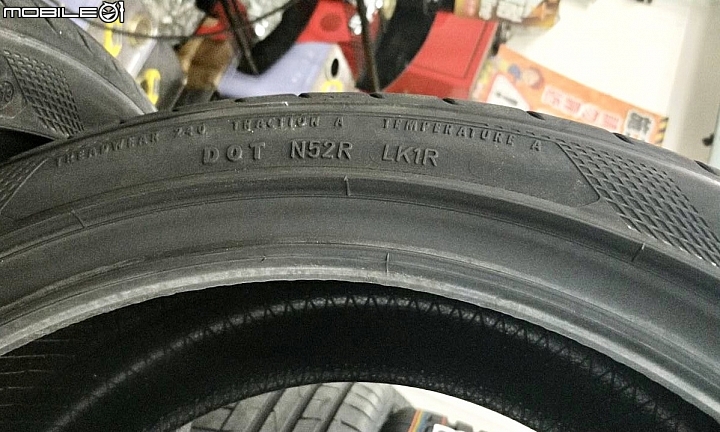 MOBILE01
TREADWEAR 240 TRACTION A TEMPERATURE A
DOT N52R LK1R